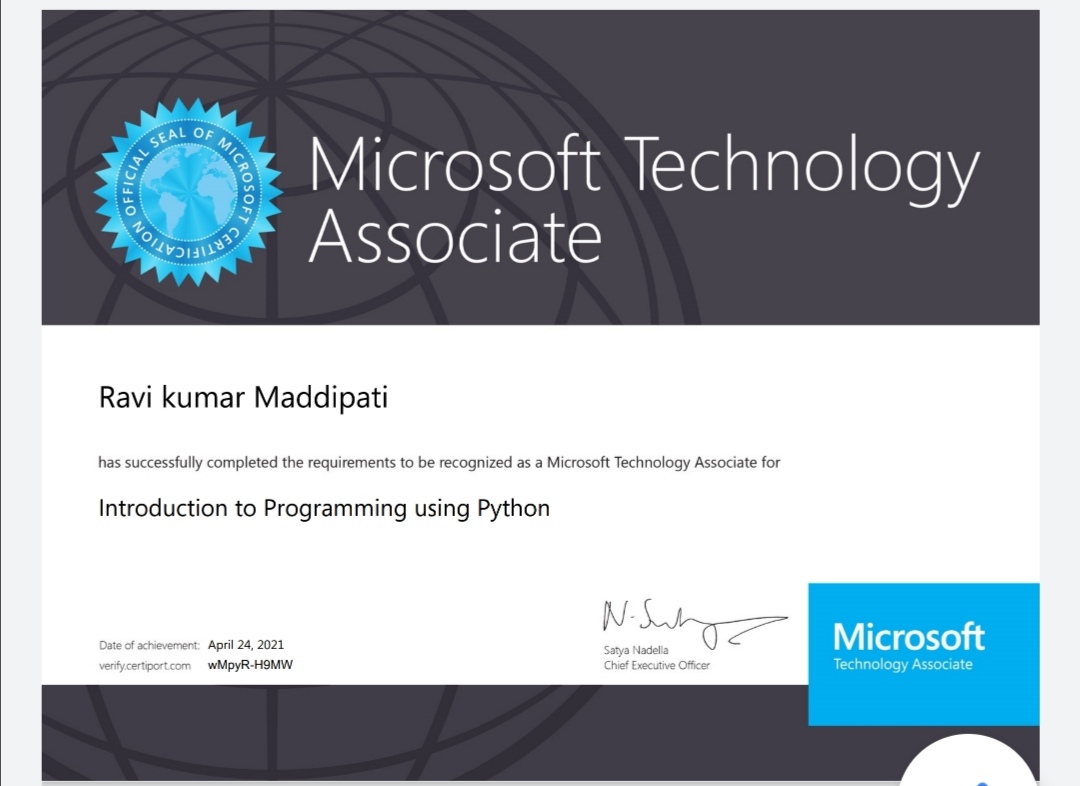 OFFICIAL SEAL OF MICROSOFT CERTIFICATION
Microsoft Technology
Associate
Ravi kumar Maddipati
has successfully completed the requirements to be recognized as a Microsoft Technology Associate for
Introduction to Programming using Python
Date of achievement: April 24, 2021
verify.certiport.com wMpyR-H9MW
Satya Nadella
Chief Executive Officer
Microsoft
Technology Associate